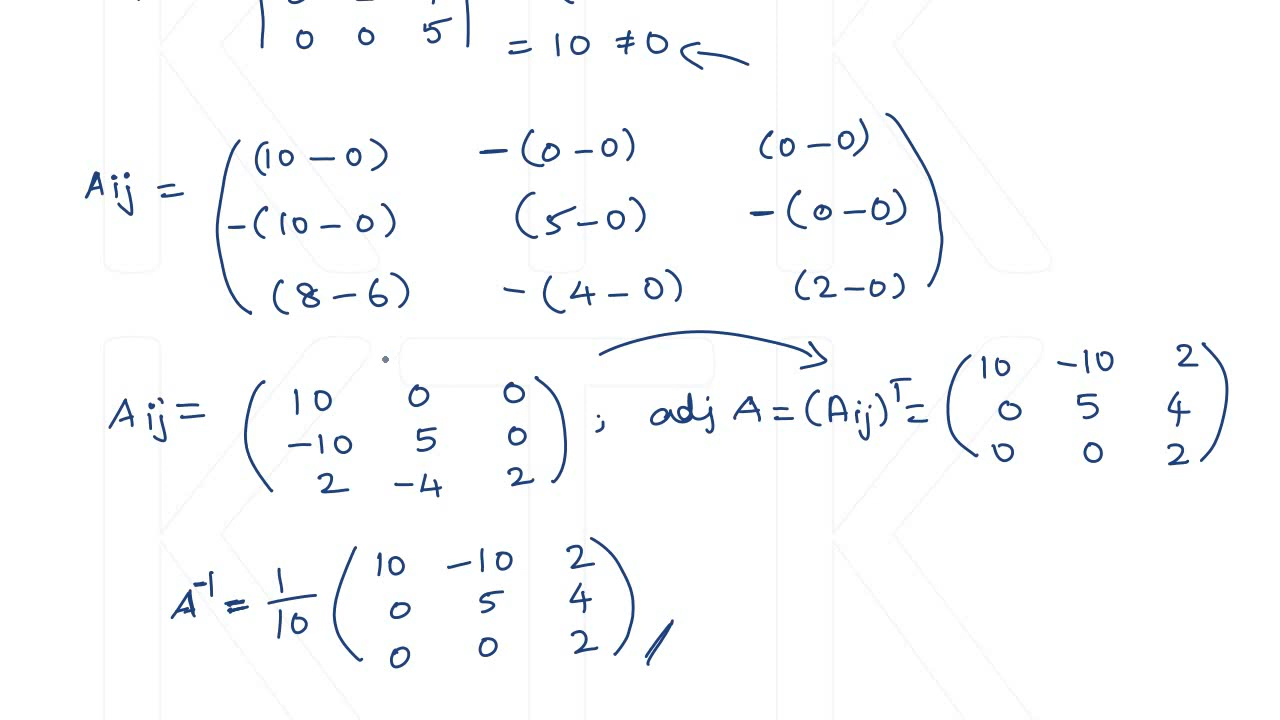 0 0 5 = 10 ≠ 0
Aij = ( (10 - 0) -(0 - 0) (0 - 0)
-(10 - 0) (5 - 0) -(0 - 0)
(8 - 6) -(4 - 0) (2 - 0) )
Aij = ( 10 0 0
-10 5 0
2 -4 2 ) ; adj A = (Aij)ᵀ = ( 10 -10 2
0 5 4
0 0 2 )
A⁻¹ = 1/10 ( 10 -10 2
0 5 4
0 0 2 ) //